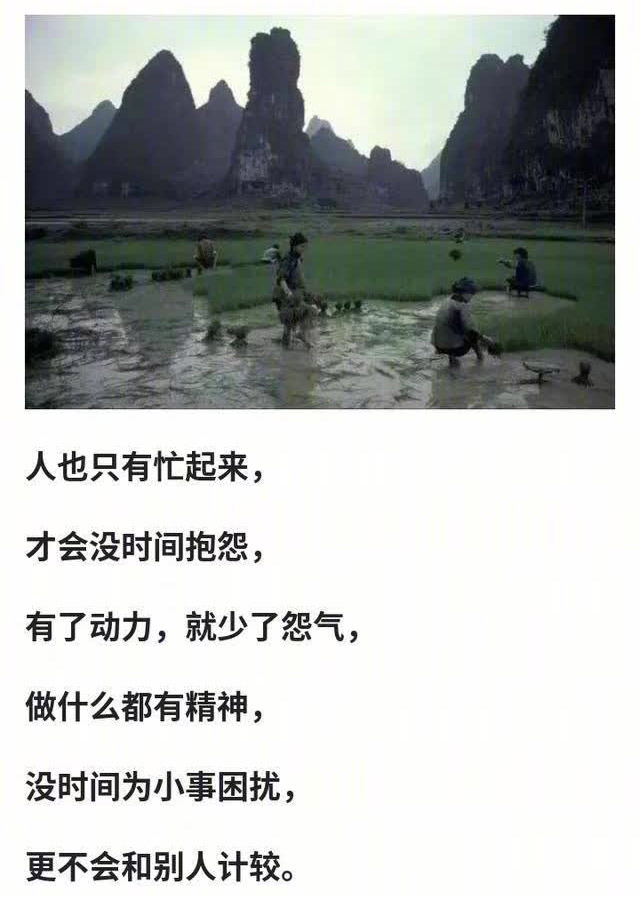 人也只有忙起来，
才会没时间抱怨，
有了动力，就少了怨气，
做什么都有精神，
没时间为小事困扰，
更不会和别人计较。